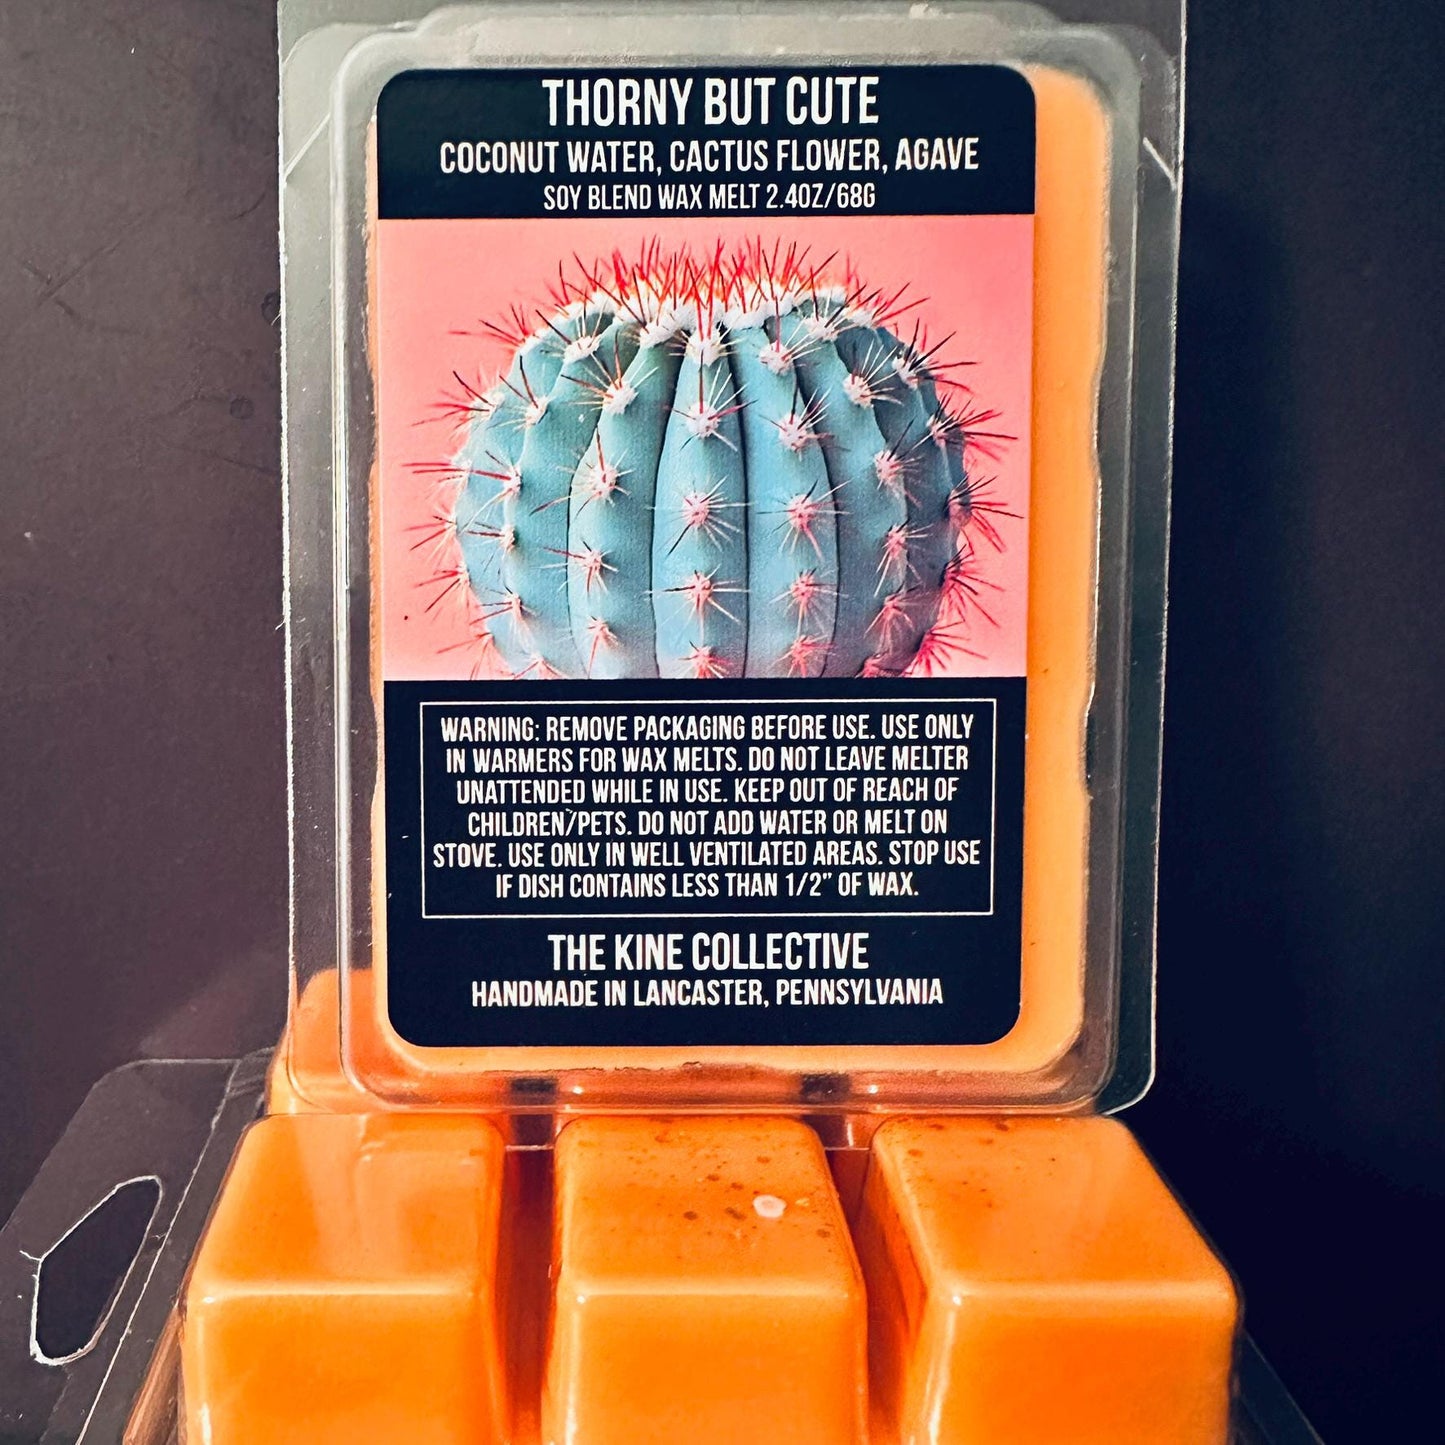 THORNY BUT CUTE
COCONUT WATER, CACTUS FLOWER, AGAVE
SOY BLEND WAX MELT 2.4OZ/68G
WARNING: REMOVE PACKAGING BEFORE USE. USE ONLY
IN WARMERS FOR WAX MELTS. DO NOT LEAVE MELTER
UNATTENDED WHILE IN USE. KEEP OUT OF REACH OF
CHILDREN/PETS. DO NOT ADD WATER OR MELT ON
STOVE. USE ONLY IN WELL VENTILATED AREAS. STOP USE
IF DISH CONTAINS LESS THAN 1/2” OF WAX.
THE KINE COLLECTIVE
HANDMADE IN LANCASTER, PENNSYLVANIA